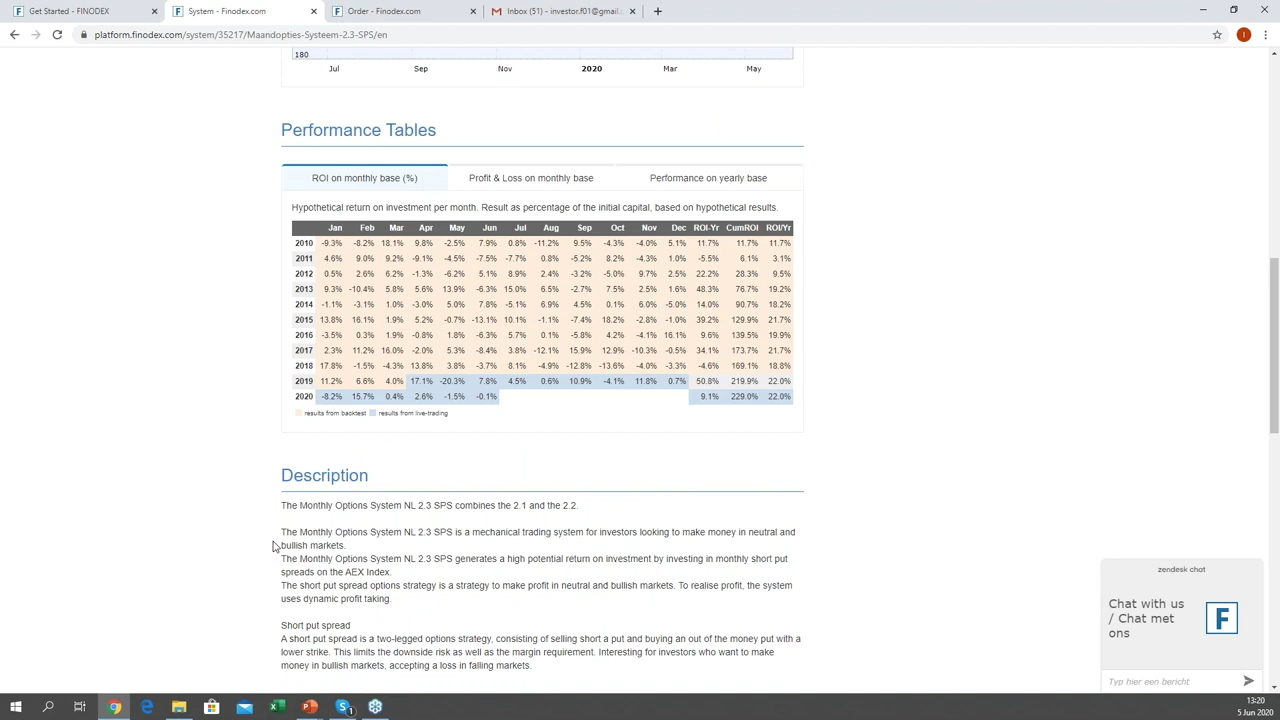 Get Started - FINODEX
System - Finodex.com
Order - Finodex.com
Inbox (51) - investor.f01@gmail.c
platform.finodex.com/system/35217/Maandopties-Systeem-2.3-SPS/en
I
180
Jul Sep Nov 2020 Mar May
Performance Tables
ROI on monthly base (%) Profit & Loss on monthly base Performance on yearly base
Hypothetical return on investment per month. Result as percentage of the initial capital, based on hypothetical results.
Jan Feb Mar Apr May Jun Jul Aug Sep Oct Nov Dec ROI-Yr CumROI ROI/Yr
2010 -9.3% -8.2% 18.1% 9.8% -2.5% 7.9% 0.8% -11.2% 9.5% -4.3% -4.0% 5.1% 11.7% 11.7% 11.7%
2011 4.6% 9.0% 9.2% -9.1% -4.5% -7.5% -7.7% 0.8% -5.2% 8.2% -4.3% 1.0% -5.5% 6.1% 3.1%
2012 0.5% 2.6% 6.2% -1.3% -6.2% 5.1% 8.9% 2.4% -3.2% -5.0% 9.7% 2.5% 22.2% 28.3% 9.5%
2013 9.3% -10.4% 5.8% 5.6% 13.9% -6.3% 15.0% 6.5% -2.7% 7.5% 2.5% 1.6% 48.3% 76.7% 19.2%
2014 -1.1% -3.1% 1.0% -3.0% 5.0% 7.8% -5.1% 6.9% 4.5% 0.1% 6.0% -5.0% 14.0% 90.7% 18.2%
2015 13.8% 16.1% 1.9% 5.2% -0.7% -13.1% 10.1% -1.1% -7.4% 18.2% -2.8% -1.0% 39.2% 129.9% 21.7%
2016 -3.5% 0.3% 1.9% -0.8% 1.8% -6.3% 5.7% 0.1% -5.8% 4.2% -4.1% 16.1% 9.6% 139.5% 19.9%
2017 2.3% 11.2% 16.0% -2.0% 5.3% -8.4% 3.8% -12.1% 15.9% 12.9% -10.3% -0.5% 34.1% 173.7% 21.7%
2018 17.8% -1.5% -4.3% 13.8% 3.8% -3.7% 8.1% -4.9% -12.8% -13.6% -4.0% -3.3% -4.6% 169.1% 18.8%
2019 11.2% 6.6% 4.0% 17.1% -20.3% 7.8% 4.5% 0.6% 10.9% -4.1% 11.8% 0.7% 50.8% 219.9% 22.0%
2020 -8.2% 15.7% 0.4% 2.6% -1.5% -0.1% 9.1% 229.0% 22.0%
results from backtest results from live-trading
Description
The Monthly Options System NL 2.3 SPS combines the 2.1 and the 2.2.
The Monthly Options System NL 2.3 SPS is a mechanical trading system for investors looking to make money in neutral and
bullish markets.
The Monthly Options System NL 2.3 SPS generates a high potential return on investment by investing in monthly short put
spreads on the AEX Index.
The short put spread options strategy is a strategy to make profit in neutral and bullish markets. To realise profit, the system
uses dynamic profit taking.
Short put spread
A short put spread is a two-legged options strategy, consisting of selling short a put and buying an out of the money put with a
lower strike. This limits the downside risk as well as the margin requirement. Interesting for investors who want to make
money in bullish markets, accepting a loss in falling markets.
zendesk chat
Chat with us
/ Chat met
ons
F
Typ hier een bericht
13:20
5 Jun 2020